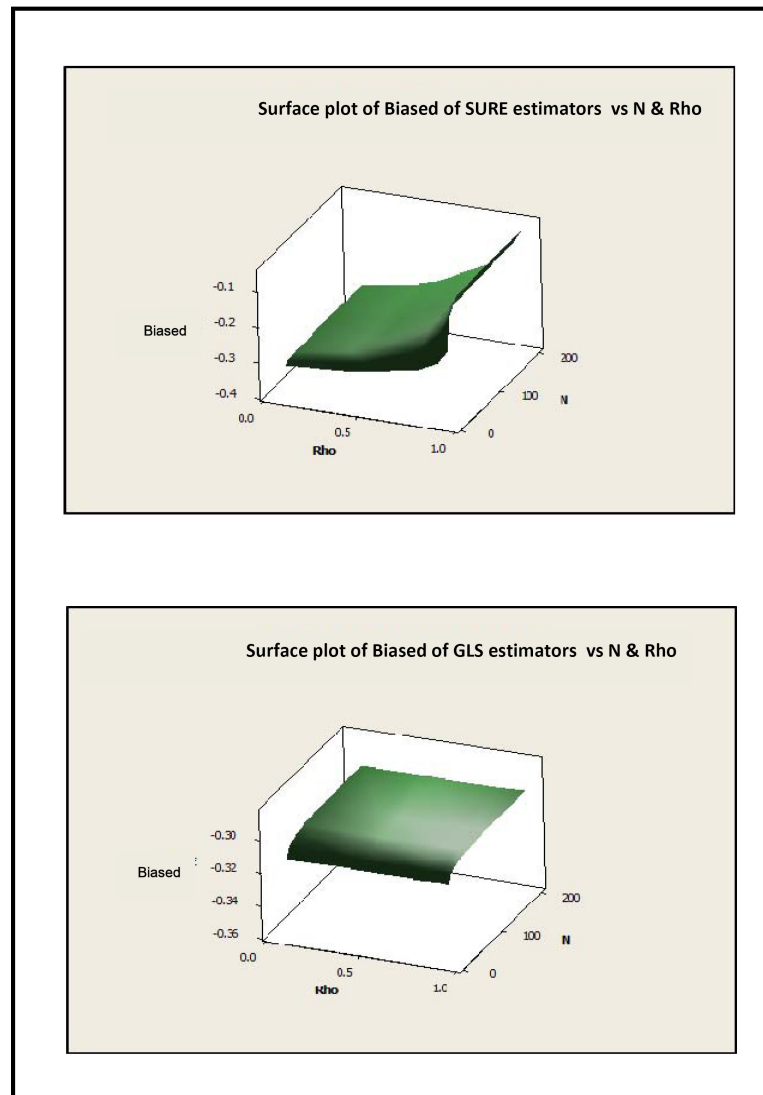 Surface plot of Biased of SURE estimators vs N & Rho
-0.1
-0.2
Biased
-0.3
-0.4
0.0
0.5
1.0
Rho
0
100
200
N
Surface plot of Biased of GLS estimators vs N & Rho
-0.30
-0.32
Biased
-0.34
-0.36
0.0
0.5
1.0
Rho
0
100
200
N